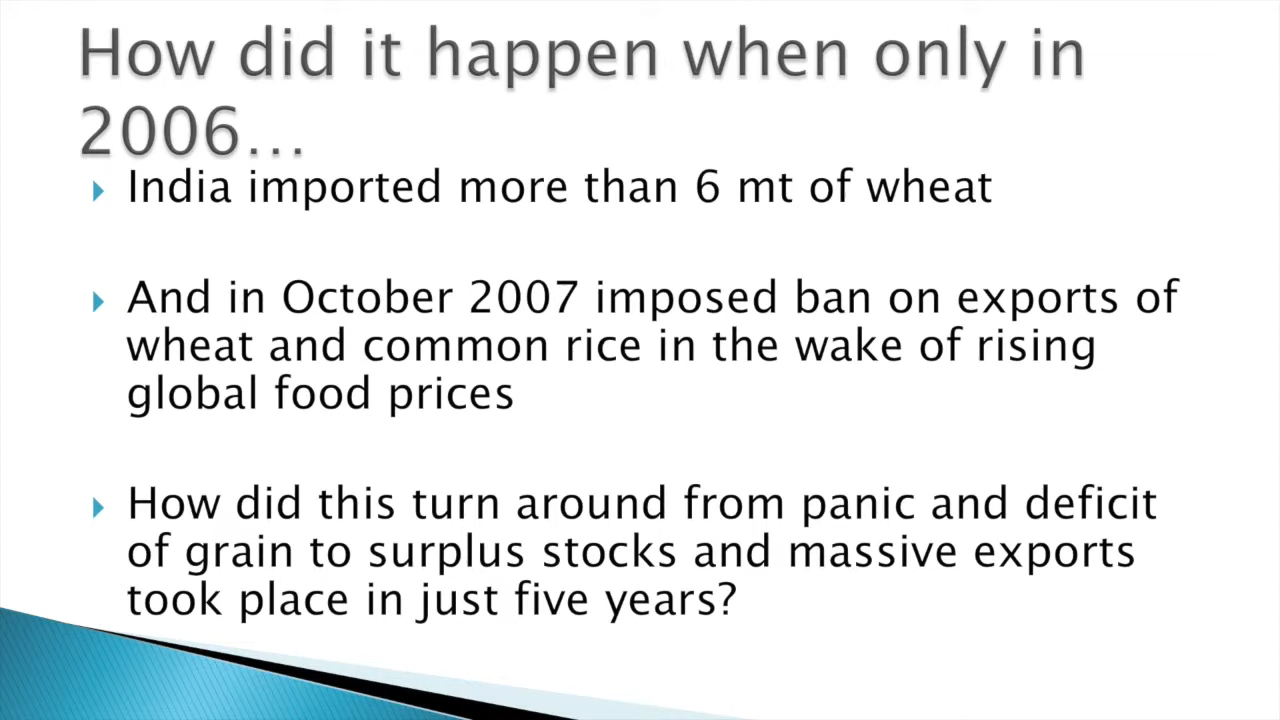 How did it happen when only in
2006…
India imported more than 6 mt of wheat
And in October 2007 imposed ban on exports of
wheat and common rice in the wake of rising
global food prices
How did this turn around from panic and deficit
of grain to surplus stocks and massive exports
took place in just five years?